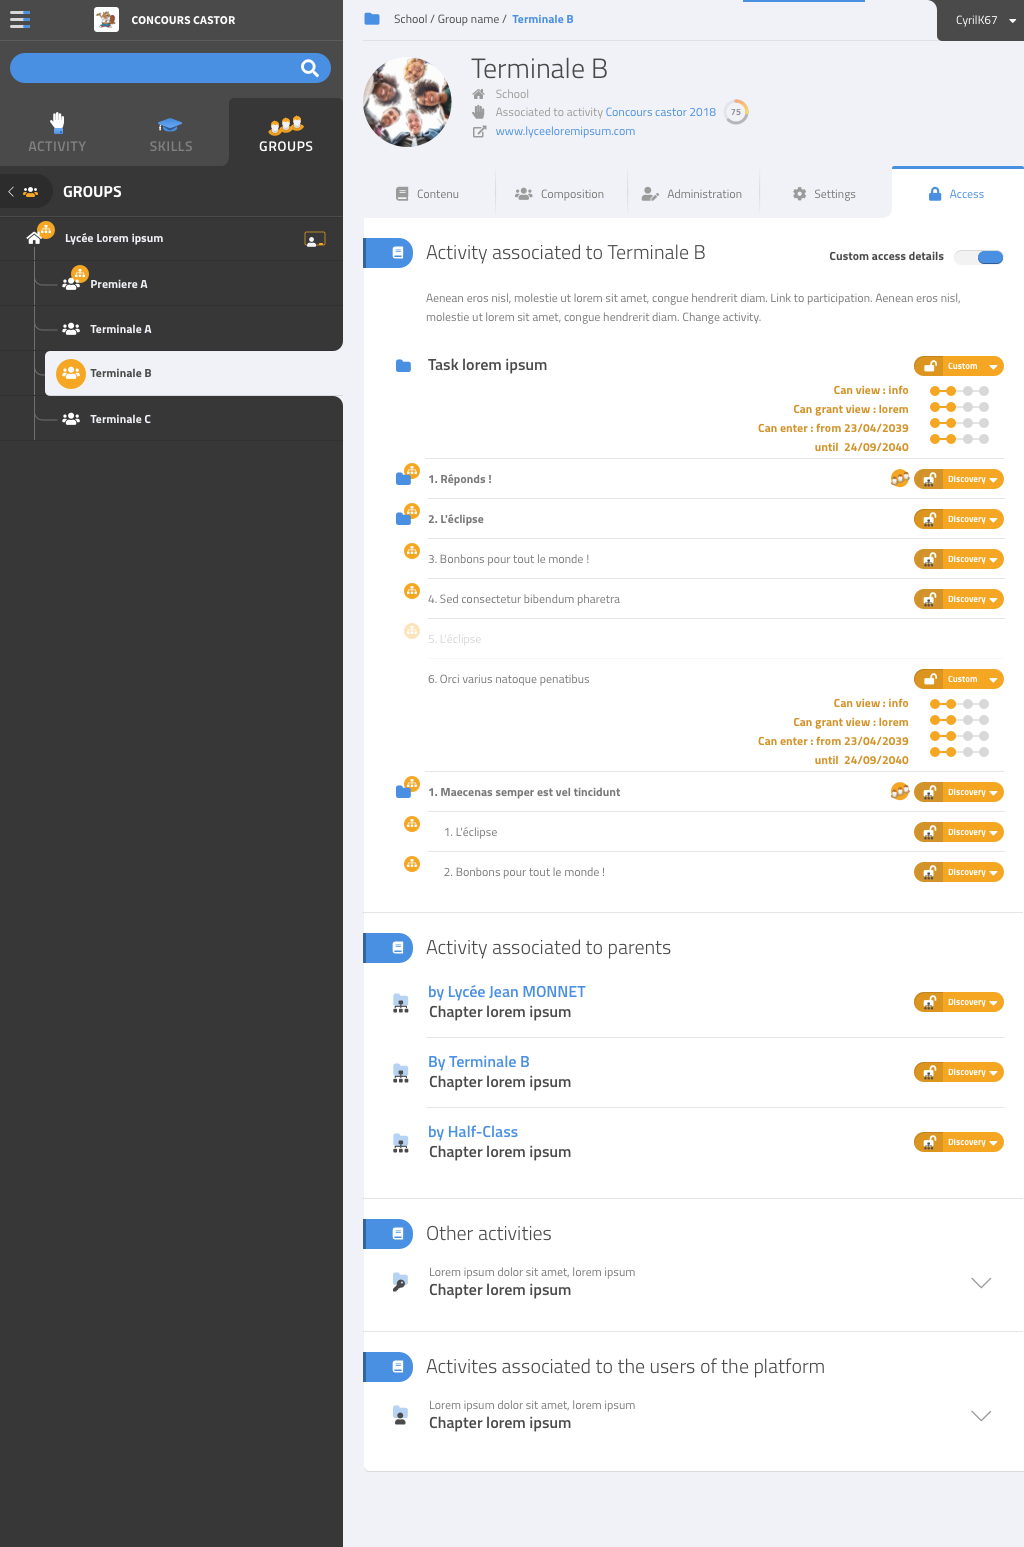 CONCOURS CASTOR
School / Group name / Terminale B
CyrilK67
ACTIVITY
SKILLS
GROUPS
GROUPS
Lycée Lorem ipsum
Premiere A
Terminale A
Terminale B
Terminale C
Terminale B
School
Associated to activity Concours castor 2018
75
www.lyceeloremipsum.com
Contenu
Composition
Administration
Settings
Access
Activity associated to Terminale B
Custom access details
Aenean eros nisl, molestie ut lorem sit amet, congue hendrerit diam. Link to participation. Aenean eros nisl,
molestie ut lorem sit amet, congue hendrerit diam. Change activity.
Task lorem ipsum
Custom
Can view : info
Can grant view : lorem
Can enter : from 23/04/2039
until 24/09/2040
1. Réponds !
Discovery
2. L'éclipse
Discovery
3. Bonbons pour tout le monde !
Discovery
4. Sed consectetur bibendum pharetra
Discovery
5. L'éclipse
6. Orci varius natoque penatibus
Custom
Can view : info
Can grant view : lorem
Can enter : from 23/04/2039
until 24/09/2040
1. Maecenas semper est vel tincidunt
Discovery
1. L'éclipse
Discovery
2. Bonbons pour tout le monde !
Discovery
Activity associated to parents
by Lycée Jean MONNET
Chapter lorem ipsum
Discovery
By Terminale B
Chapter lorem ipsum
Discovery
by Half-Class
Chapter lorem ipsum
Discovery
Other activities
Lorem ipsum dolor sit amet, lorem ipsum
Chapter lorem ipsum
Activites associated to the users of the platform
Lorem ipsum dolor sit amet, lorem ipsum
Chapter lorem ipsum